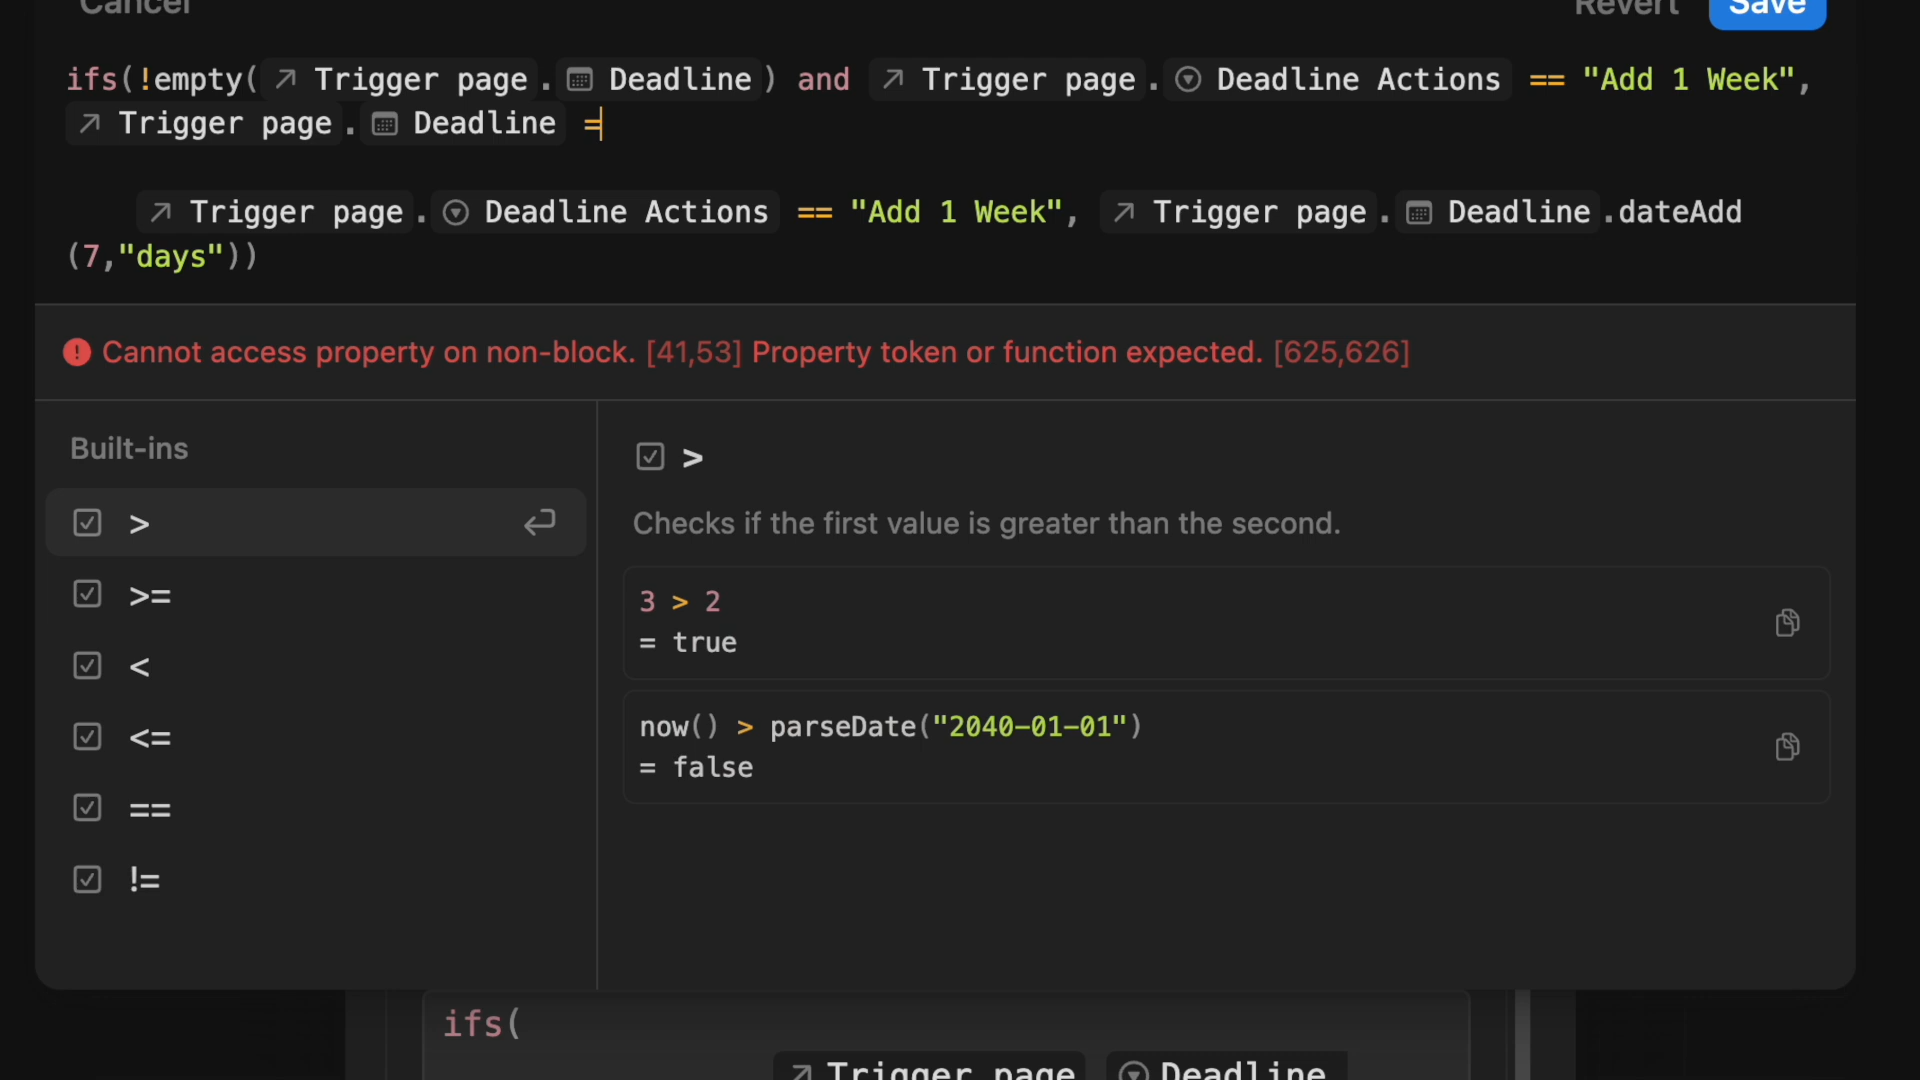 Cancel
Revert
Save
ifs(!empty( Trigger page . Deadline ) and Trigger page . Deadline Actions == "Add 1 Week",
Trigger page . Deadline =
Trigger page . Deadline Actions == "Add 1 Week", Trigger page . Deadline .dateAdd
(7,"days"))
Cannot access property on non-block. [41,53] Property token or function expected. [625,626]
Built-ins
>
>=
<
<=
==
!=
>
Checks if the first value is greater than the second.
3 > 2
= true
now() > parseDate("2040-01-01")
= false
ifs(
Trigger page Deadline